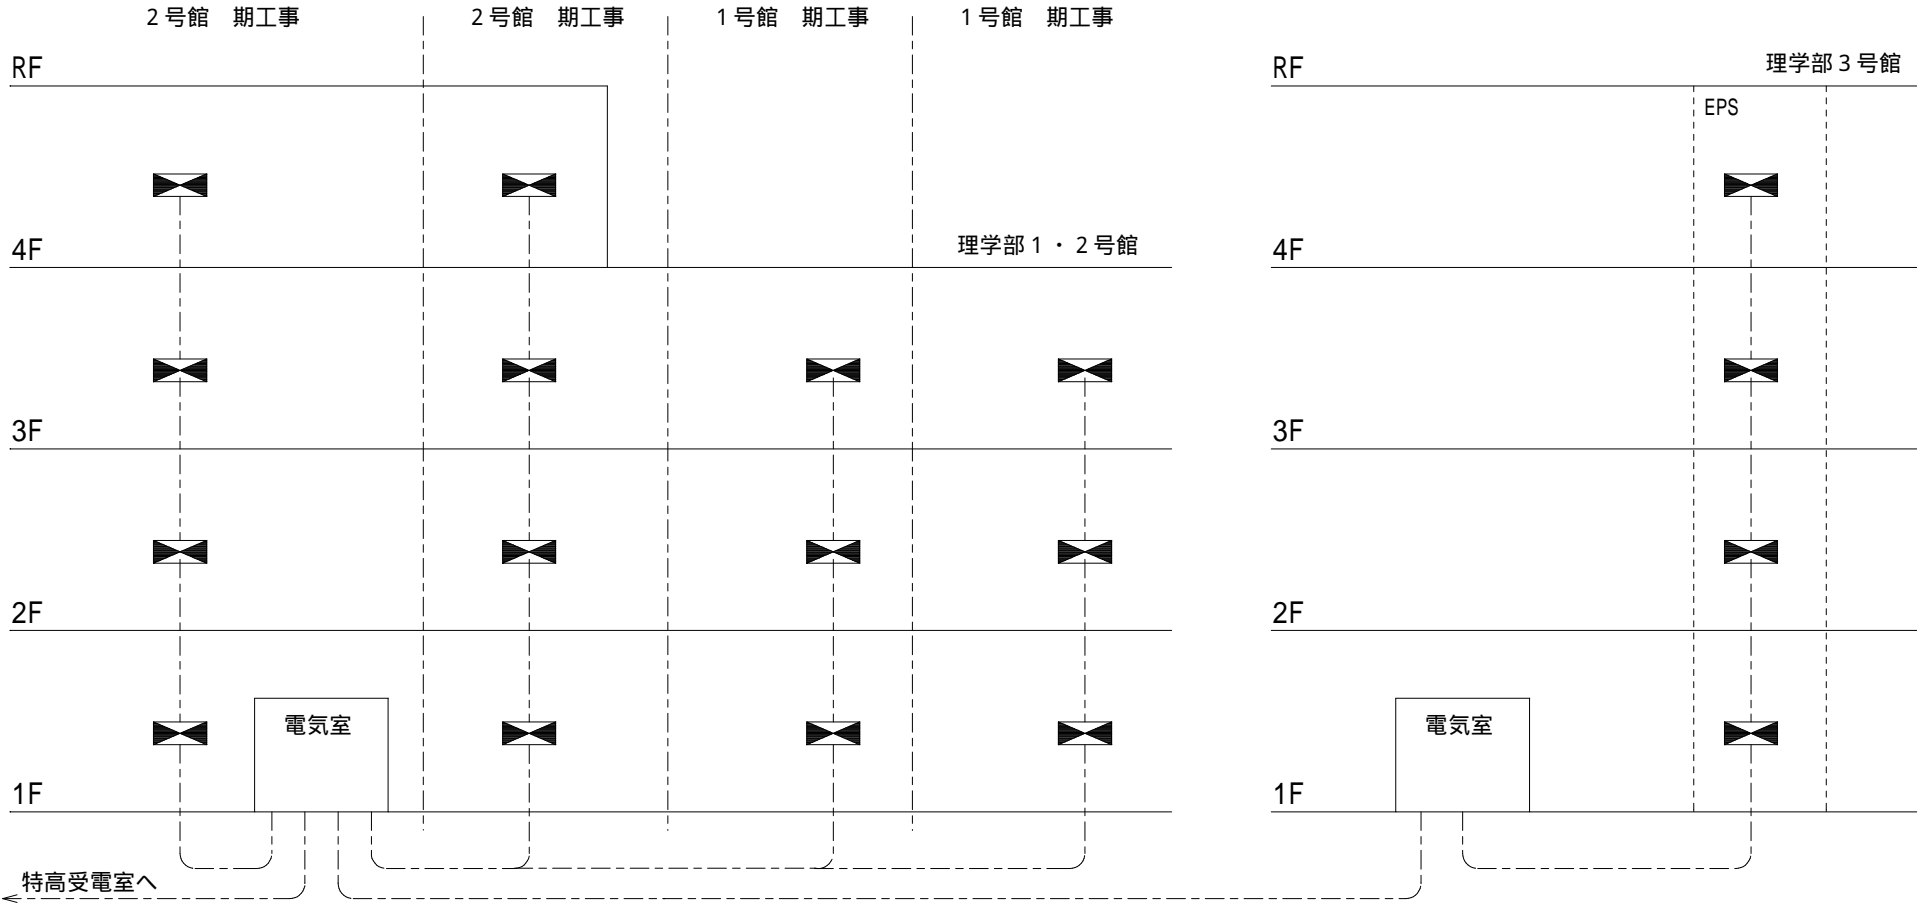 2号館　期工事
2号館　期工事
1号館　期工事
1号館　期工事
RF
4F
理学部1・2号館
3F
2F
電気室
1F
特高受電室へ
RF
理学部3号館
EPS
4F
3F
2F
電気室
1F